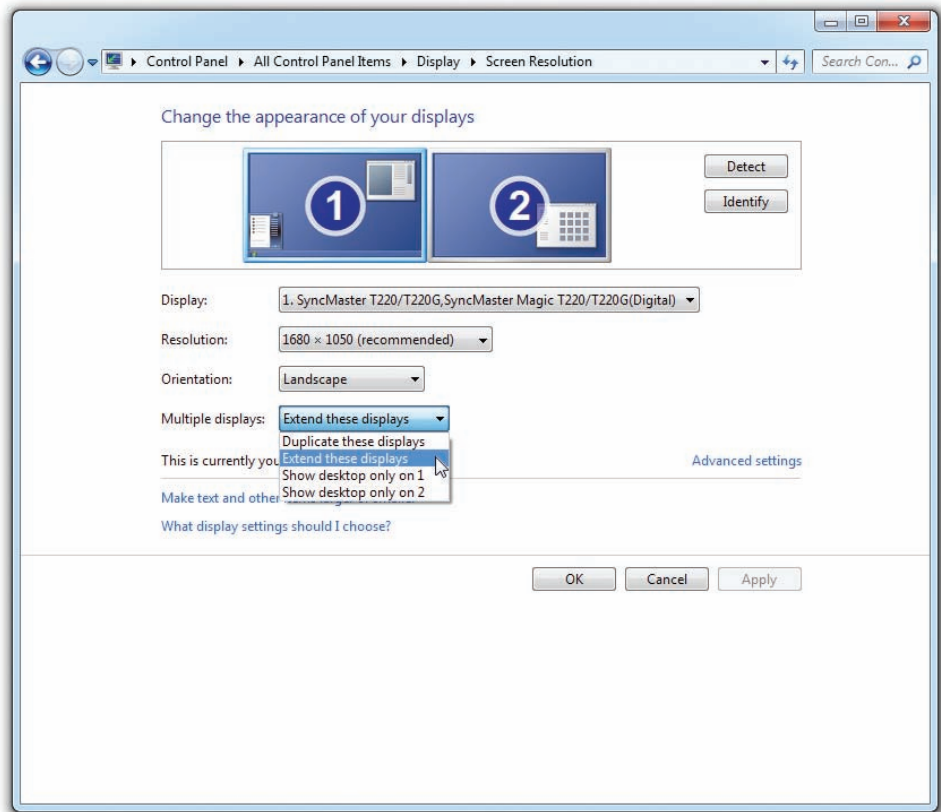 Control Panel ▸ All Control Panel Items ▸ Display ▸ Screen Resolution
Search Con...
Change the appearance of your displays
1
2
Detect
Identify
Display: 1. SyncMaster T220/T220G,SyncMaster Magic T220/T220G(Digital)
Resolution: 1680 × 1050 (recommended)
Orientation: Landscape
Multiple displays: Extend these displays
Duplicate these displays
This is currently you
Extend these displays
Advanced settings
Show desktop only on 1
Show desktop only on 2
Make text and other
What display settings should I choose?
OK
Cancel
Apply